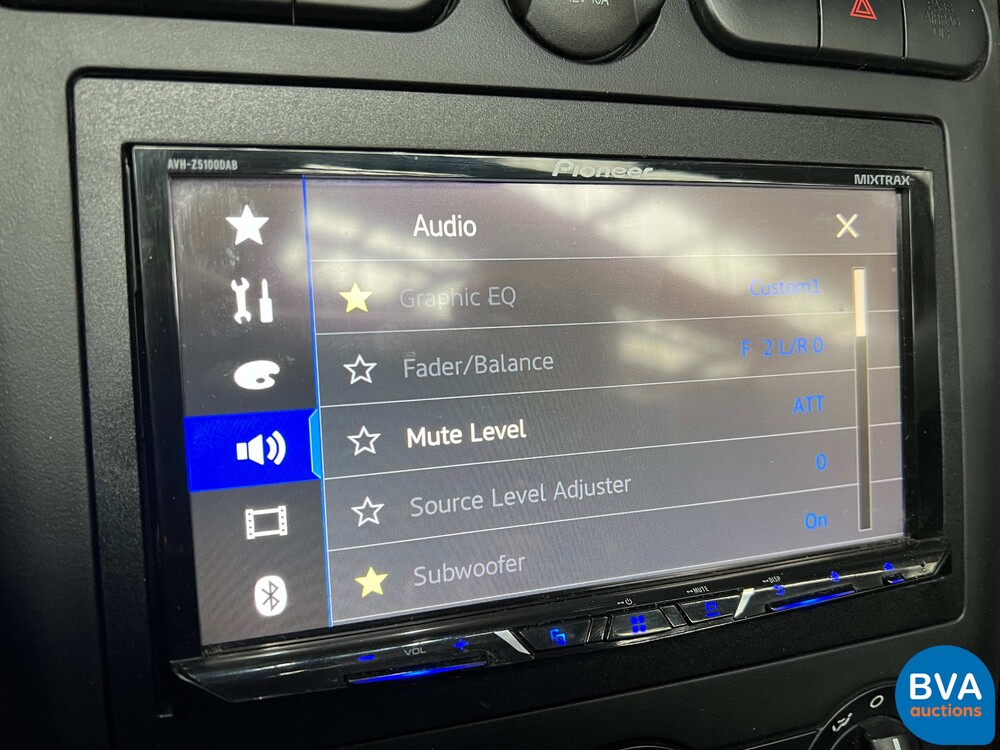 AVH-Z5100DAB
Pioneer
MIXTRAX
Audio
Graphic EQ Custom1
Fader/Balance F 2 L/R 0
Mute Level ATT
Source Level Adjuster 0
Subwoofer On
VOL
MUTE
DISP
BVA
auctions